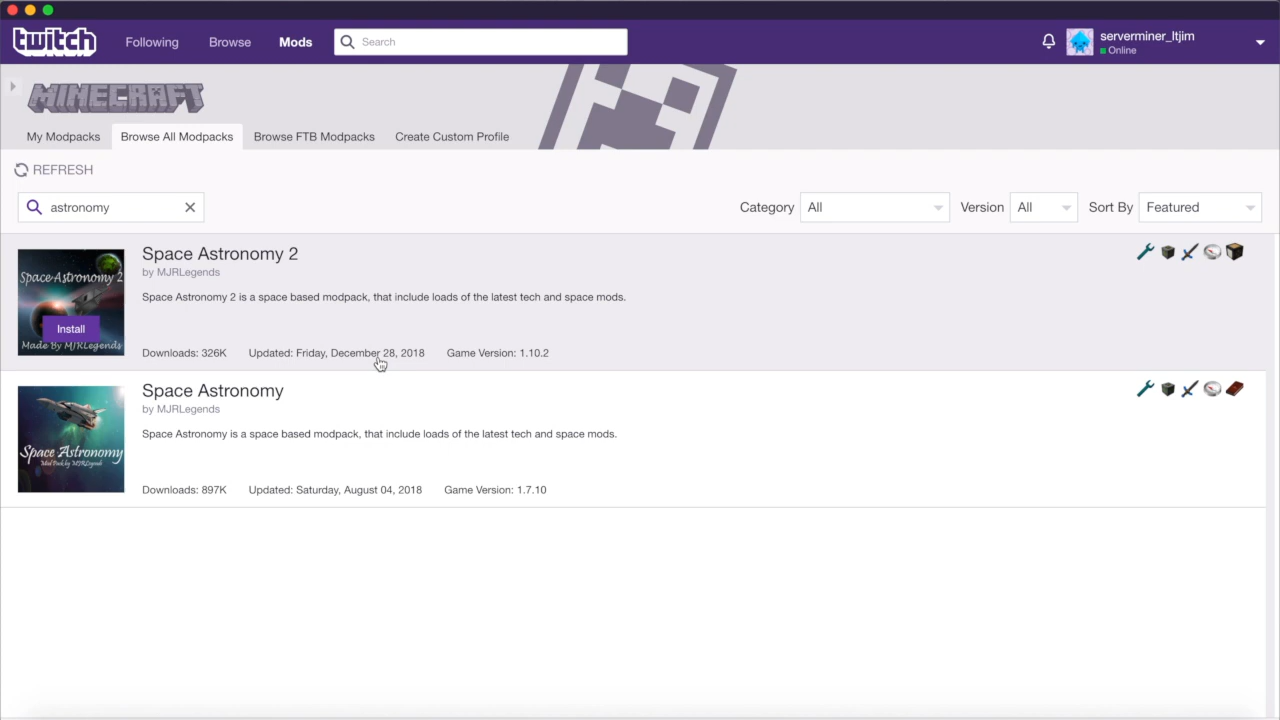 twitch
Following
Browse
Mods
Search
serverminer_ltjim
Online
MINECRAFT
My Modpacks
Browse All Modpacks
Browse FTB Modpacks
Create Custom Profile
REFRESH
astronomy
Category
All
Version
All
Sort By
Featured
Space Astronomy 2
Install
Made By MJRLegends
Space Astronomy 2
by MJRLegends
Space Astronomy 2 is a space based modpack, that include loads of the latest tech and space mods.
Downloads: 326K
Updated: Friday, December 28, 2018
Game Version: 1.10.2
Space Astronomy
Mod Pack by MJRLegends
Space Astronomy
by MJRLegends
Space Astronomy is a space based modpack, that include loads of the latest tech and space mods.
Downloads: 897K
Updated: Saturday, August 04, 2018
Game Version: 1.7.10